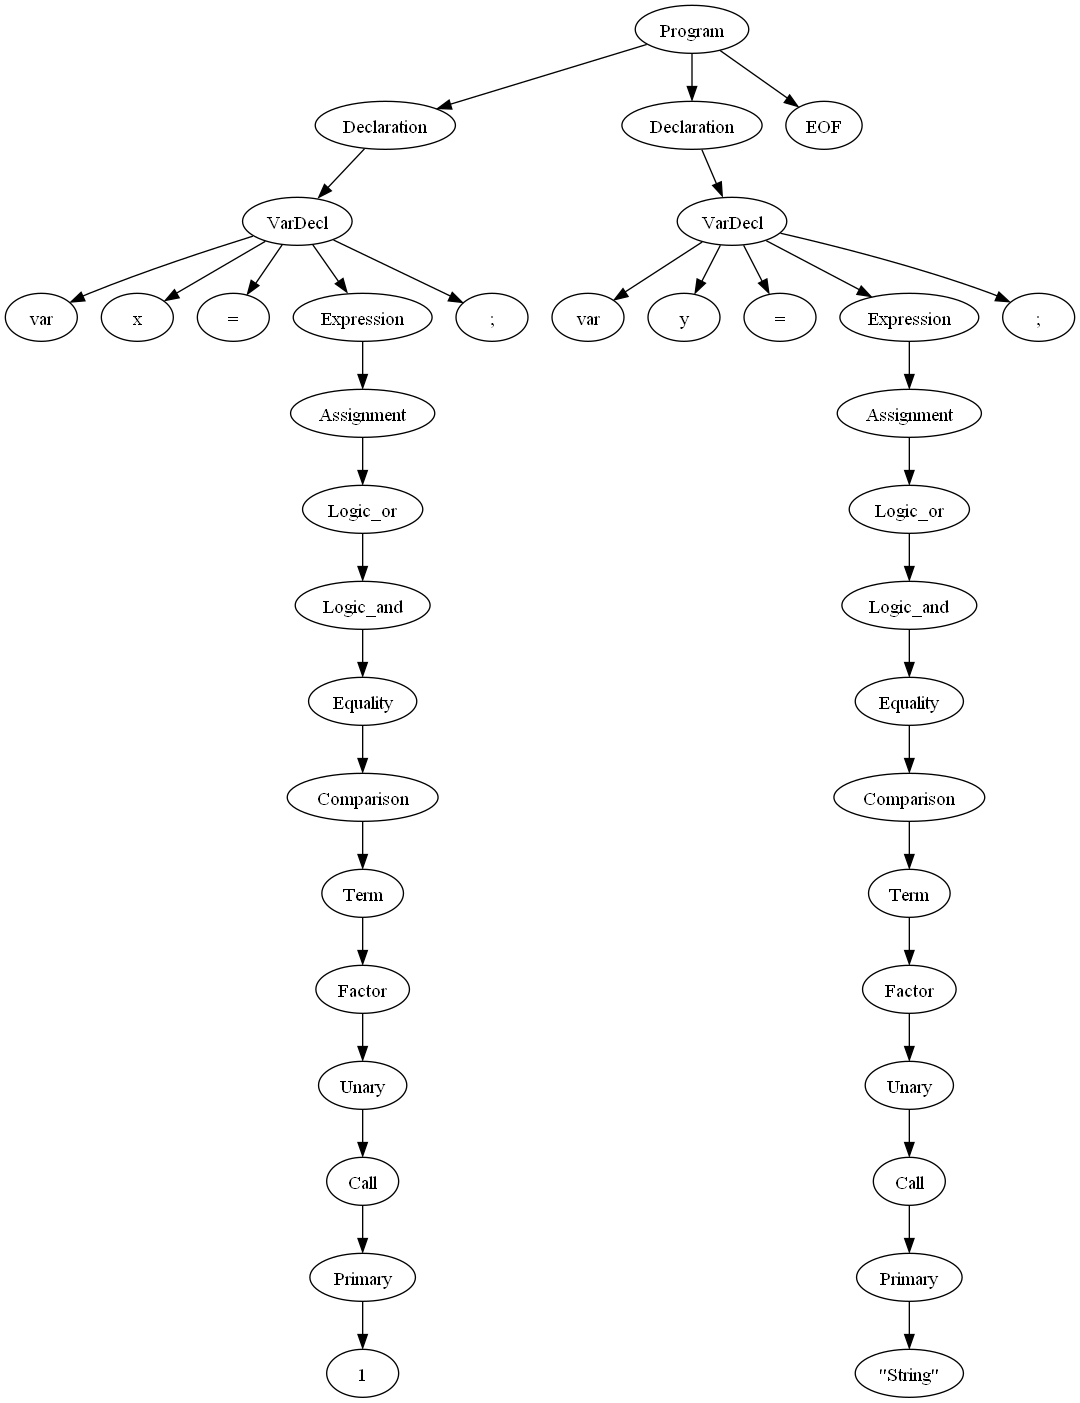 Program
Declaration Declaration EOF
VarDecl VarDecl
var x = Expression ; var y = Expression ;
Assignment Assignment
Logic_or Logic_or
Logic_and Logic_and
Equality Equality
Comparison Comparison
Term Term
Factor Factor
Unary Unary
Call Call
Primary Primary
1 "String"